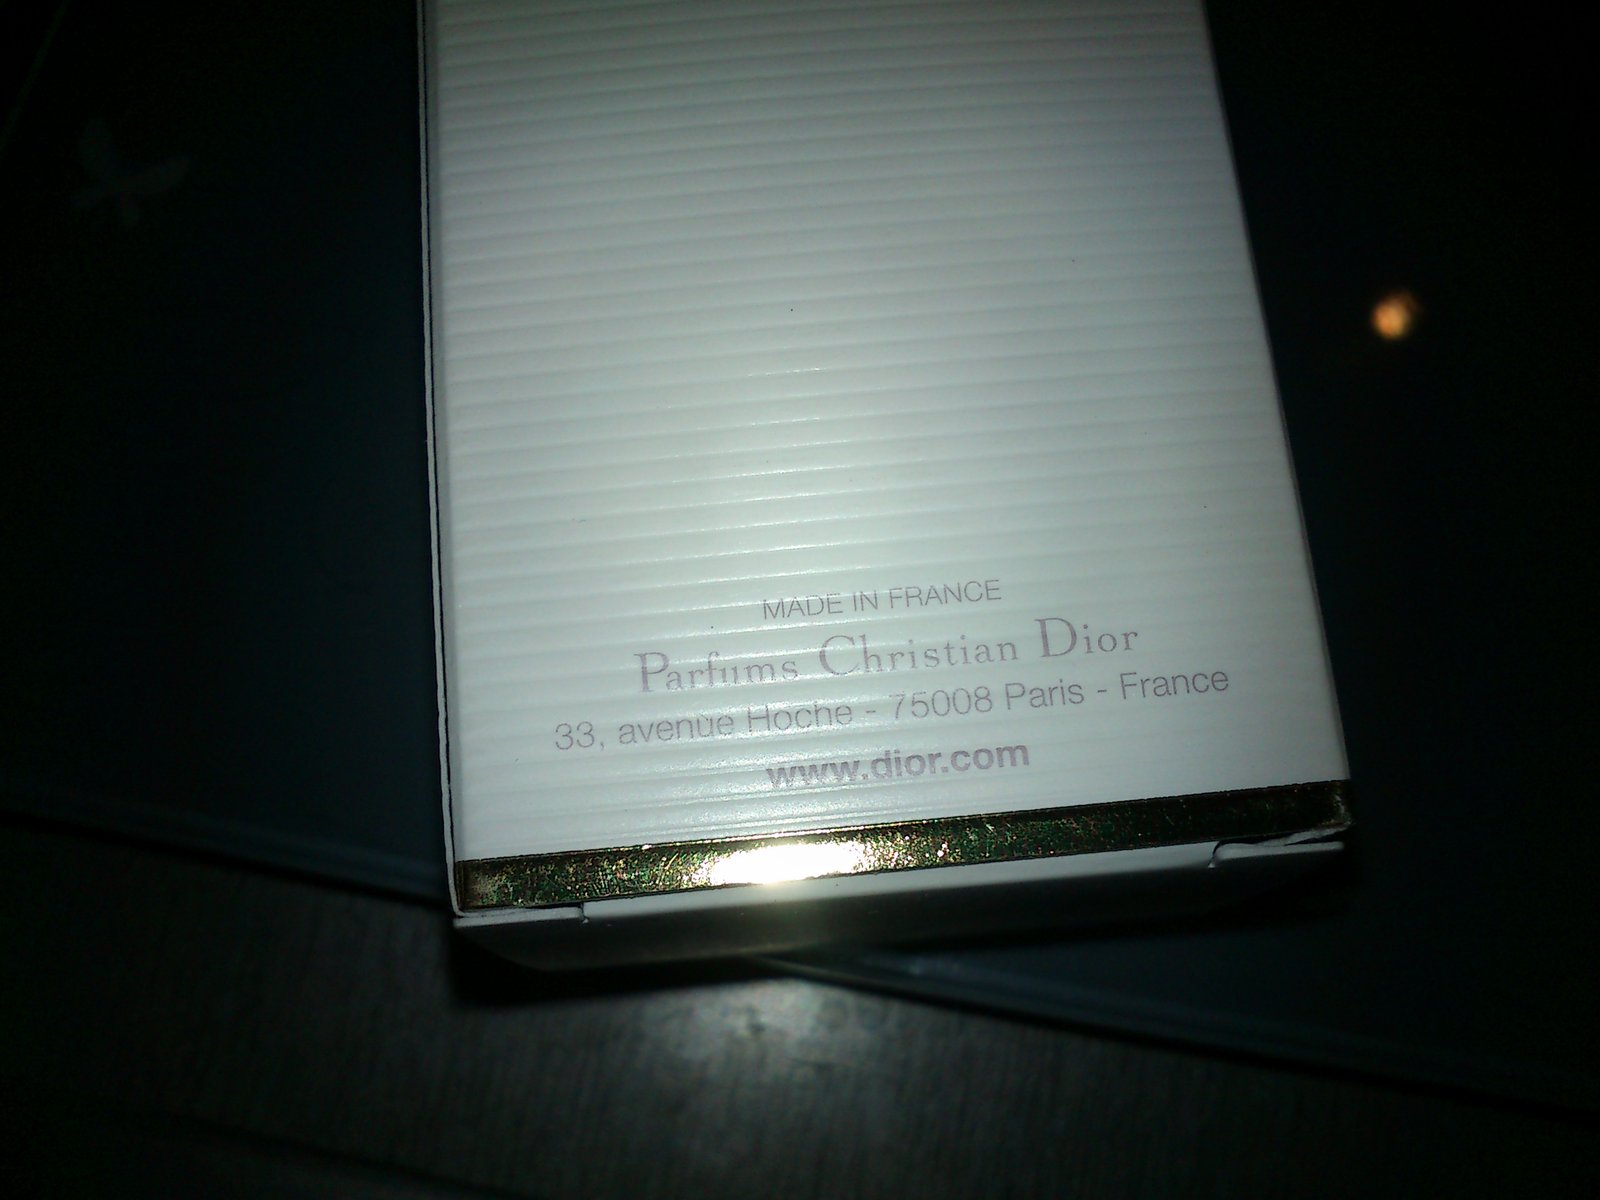 MADE IN FRANCE
Parfums Christian Dior
33, avenue Hoche - 75008 Paris - France
www.dior.com